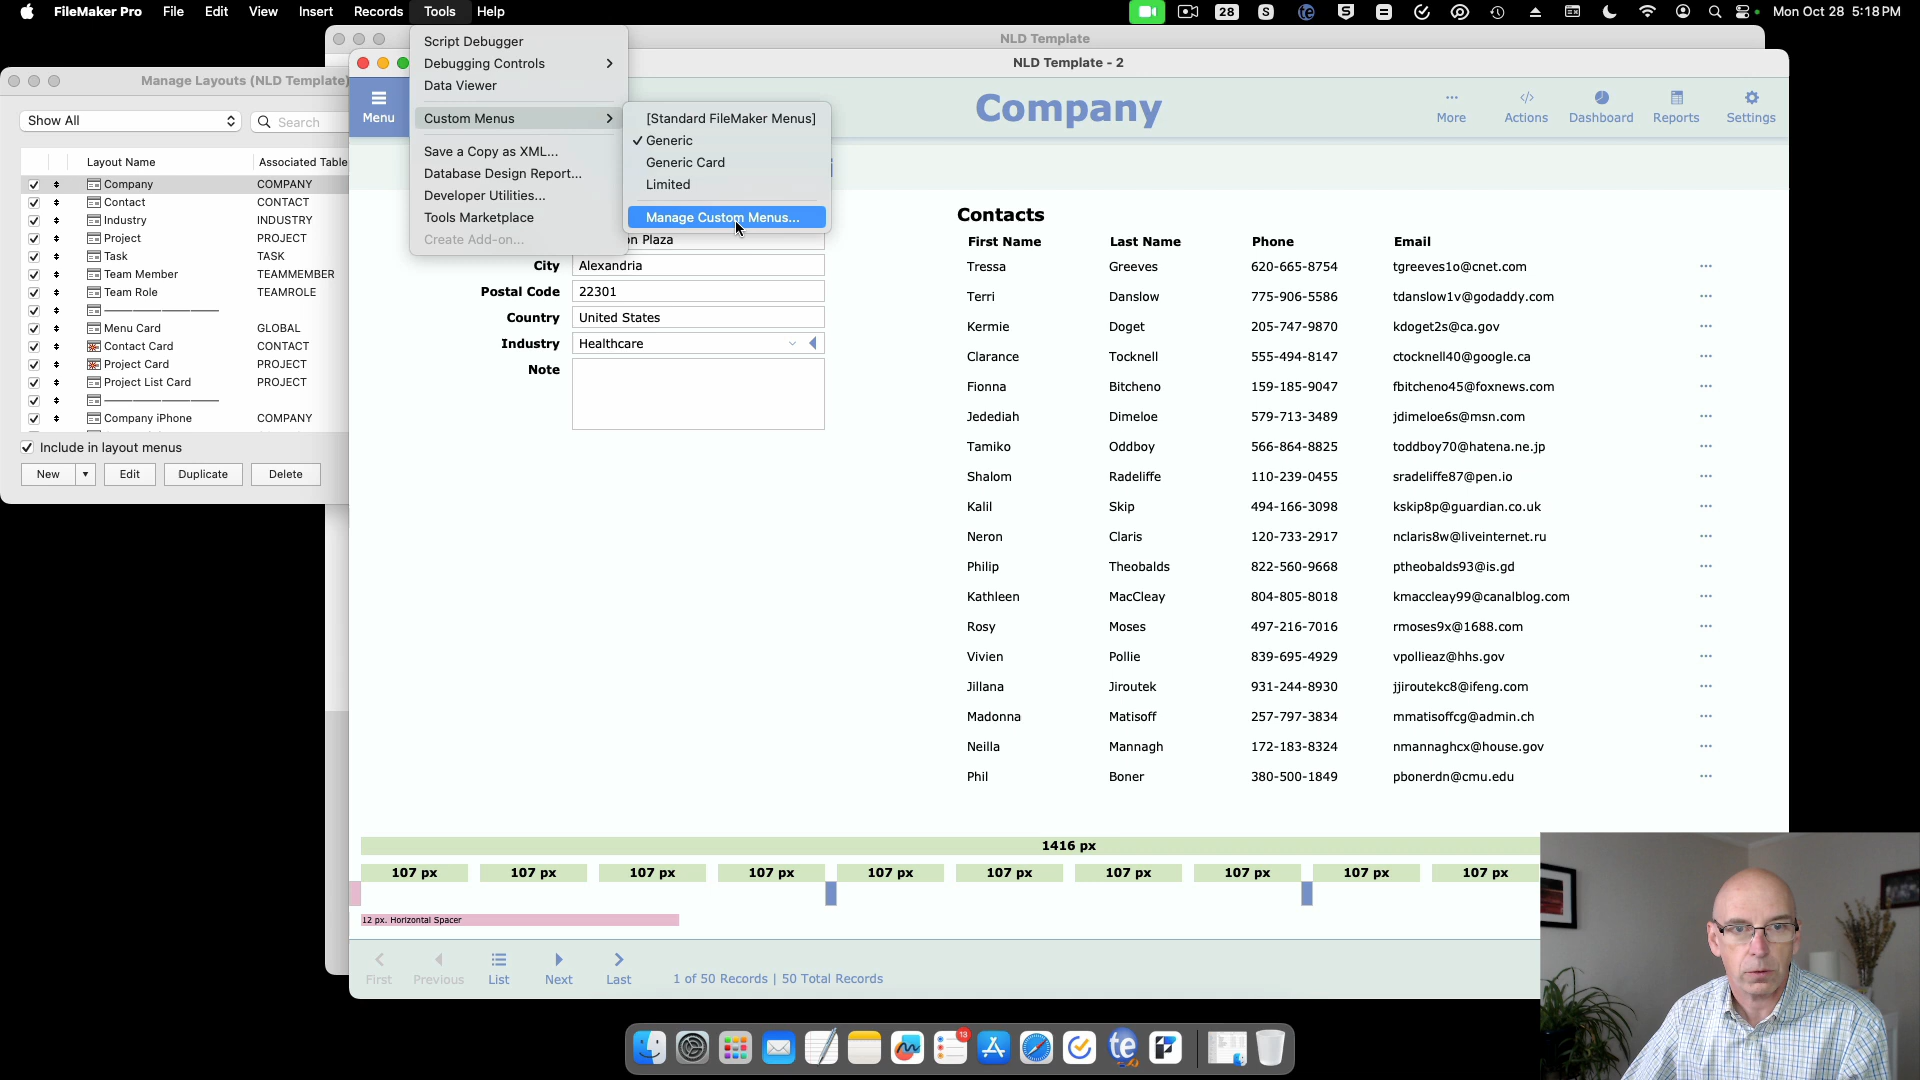 FileMaker Pro File Edit View Insert Records Tools Help
28
Mon Oct 28 5:18 PM
NLD Template
NLD Template - 2
Manage Layouts (NLD Template)
Show All
Search
Layout Name Associated Table
Company COMPANY
Contact CONTACT
Industry INDUSTRY
Project PROJECT
Task TASK
Team Member TEAMMEMBER
Team Role TEAMROLE
Menu Card GLOBAL
Contact Card CONTACT
Project Card PROJECT
Project List Card PROJECT
Company iPhone COMPANY
Include in layout menus
New Edit Duplicate Delete
Script Debugger
Debugging Controls
Data Viewer
Custom Menus
Save a Copy as XML...
Database Design Report...
Developer Utilities...
Tools Marketplace
Create Add-on...
[Standard FileMaker Menus]
Generic
Generic Card
Limited
Manage Custom Menus...
Menu
Company
More Actions Dashboard Reports Settings
on Plaza
City Alexandria
Postal Code 22301
Country United States
Industry Healthcare
Note
Contacts
First Name Last Name Phone Email
Tressa Greeves 620-665-8754 tgreeves1o@cnet.com
Terri Danslow 775-906-5586 tdanslow1v@godaddy.com
Kermie Doget 205-747-9870 kdoget2s@ca.gov
Clarance Tocknell 555-494-8147 ctocknell40@google.ca
Fionna Bitcheno 159-185-9047 fbitcheno45@foxnews.com
Jedediah Dimeloe 579-713-3489 jdimeloe6s@msn.com
Tamiko Oddboy 566-864-8825 toddboy70@hatena.ne.jp
Shalom Radeliffe 110-239-0455 sradeliffe87@pen.io
Kalil Skip 494-166-3098 kskip8p@guardian.co.uk
Neron Claris 120-733-2917 nclaris8w@liveinternet.ru
Philip Theobalds 822-560-9668 ptheobalds93@is.gd
Kathleen MacCleay 804-805-8018 kmaccleay99@canalblog.com
Rosy Moses 497-216-7016 rmoses9x@1688.com
Vivien Pollie 839-695-4929 vpollieaz@hhs.gov
Jillana Jiroutek 931-244-8930 jjiroutekc8@ifeng.com
Madonna Matisoff 257-797-3834 mmatisoffcg@admin.ch
Neilla Mannagh 172-183-8324 nmannaghcx@house.gov
Phil Boner 380-500-1849 pbonerdn@cmu.edu
1416 px
107 px 107 px 107 px 107 px 107 px 107 px 107 px 107 px 107 px 107 px
12 px. Horizontal Spacer
First Previous List Next Last 1 of 50 Records | 50 Total Records
13
te